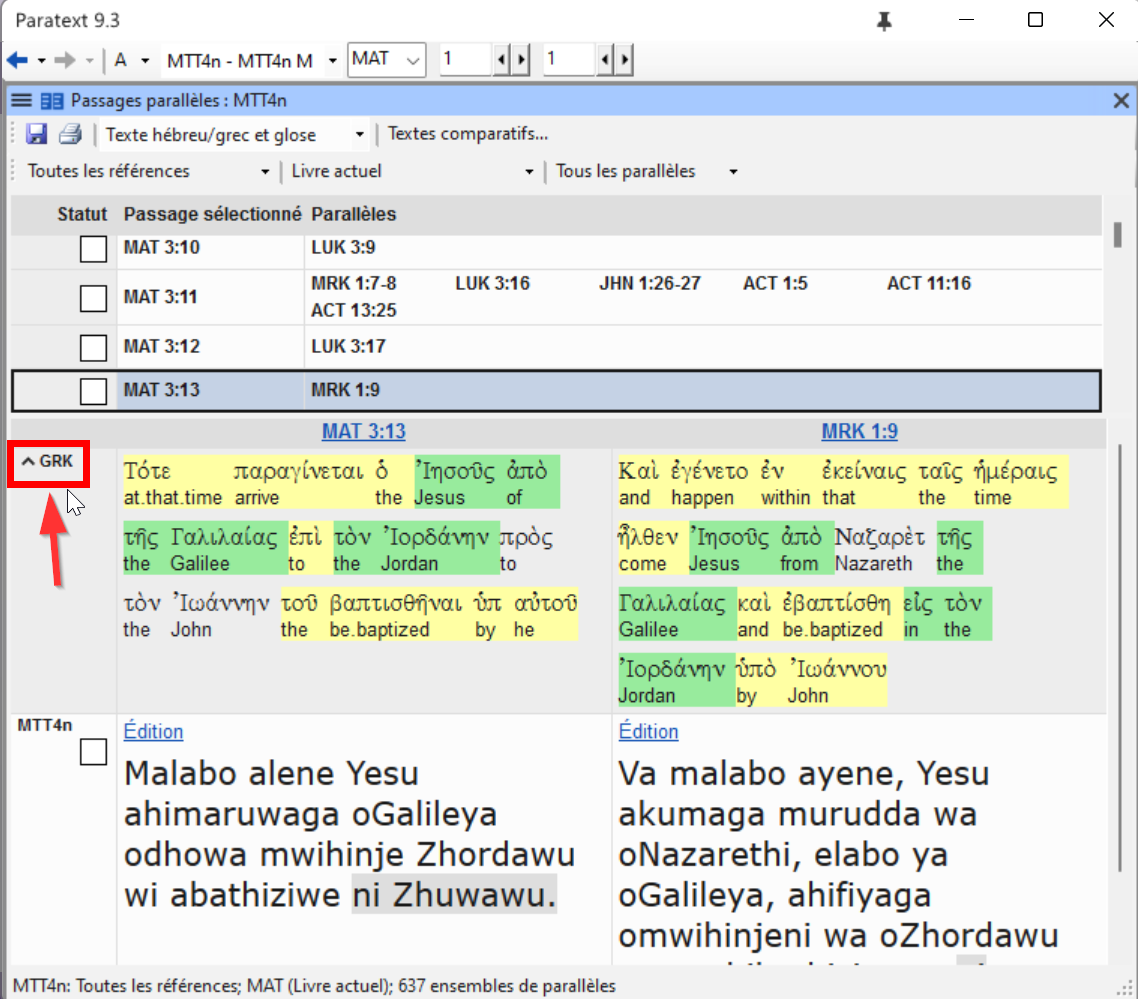 Paratext 9.3
A MTT4n - MTT4n M MAT 1 1
Passages parallèles : MTT4n
Texte hébreu/grec et glose Textes comparatifs...
Toutes les références Livre actuel Tous les parallèles
Statut Passage sélectionné Parallèles
MAT 3:10 LUK 3:9
MAT 3:11 MRK 1:7-8 LUK 3:16 JHN 1:26-27 ACT 1:5 ACT 11:16
ACT 13:25
MAT 3:12 LUK 3:17
MAT 3:13 MRK 1:9
MAT 3:13 MRK 1:9
GRK
Τότε παραγίνεται ὁ Ἰησοῦς ἀπὸ
at.that.time arrive the Jesus of
τῆς Γαλιλαίας ἐπὶ τὸν Ἰορδάνην πρὸς
the Galilee to the Jordan to
τὸν Ἰωάννην τοῦ βαπτισθῆναι ὑπ αὐτοῦ
the John the be.baptized by he
Καὶ ἐγένετο ἐν ἐκείναις ταῖς ἡμέραις
and happen within that the time
ἦλθεν Ἰησοῦς ἀπὸ Ναζαρὲτ τῆς
come Jesus from Nazareth the
Γαλιλαίας καὶ ἐβαπτίσθη εἰς τὸν
Galilee and be.baptized in the
Ἰορδάνην ὑπὸ Ἰωάννου
Jordan by John
MTT4n
Édition
Malabo alene Yesu
ahimaruwaga oGalileya
odhowa mwihinje Zhordawu
wi abathiziwe ni Zhuwawu.
Édition
Va malabo ayene, Yesu
akumaga murudda wa
oNazarethi, elabo ya
oGalileya, ahifiyaga
omwihinjeni wa oZhordawu
MTT4n: Toutes les références; MAT (Livre actuel); 637 ensembles de parallèles